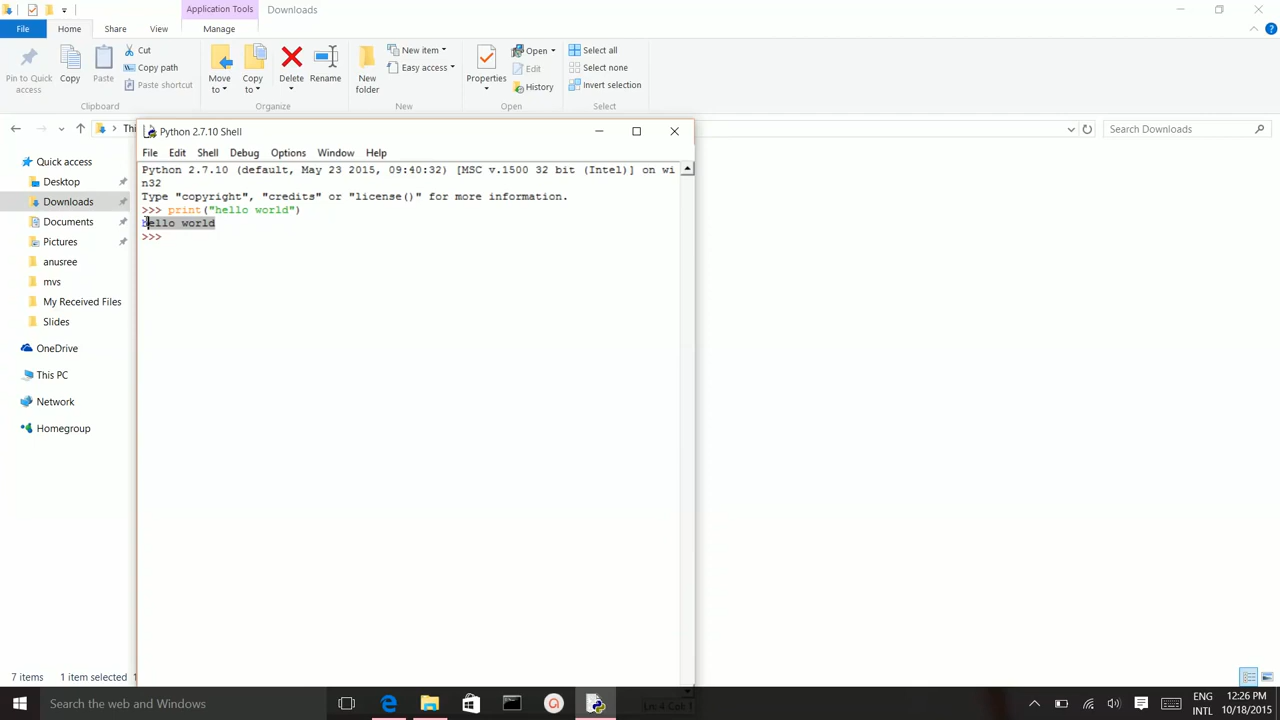 Application Tools
Downloads
File
Home
Share
View
Manage
Pin to Quick access
Copy
Paste
Cut
Copy path
Paste shortcut
Clipboard
Move to
Copy to
Delete
Rename
Organize
New folder
New item
Easy access
New
Properties
Open
Edit
History
Open
Select all
Select none
Invert selection
Select
Search Downloads
Quick access
Desktop
Downloads
Documents
Pictures
anusree
mvs
My Received Files
Slides
OneDrive
This PC
Network
Homegroup
7 items
1 item selected
Python 2.7.10 Shell
File Edit Shell Debug Options Window Help
Python 2.7.10 (default, May 23 2015, 09:40:32) [MSC v.1500 32 bit (Intel)] on wi
n32
Type "copyright", "credits" or "license()" for more information.
>>> print("hello world")
hello world
>>>
Ln: 4 Col: 1
Search the web and Windows
ENG
INTL
12:26 PM
10/18/2015